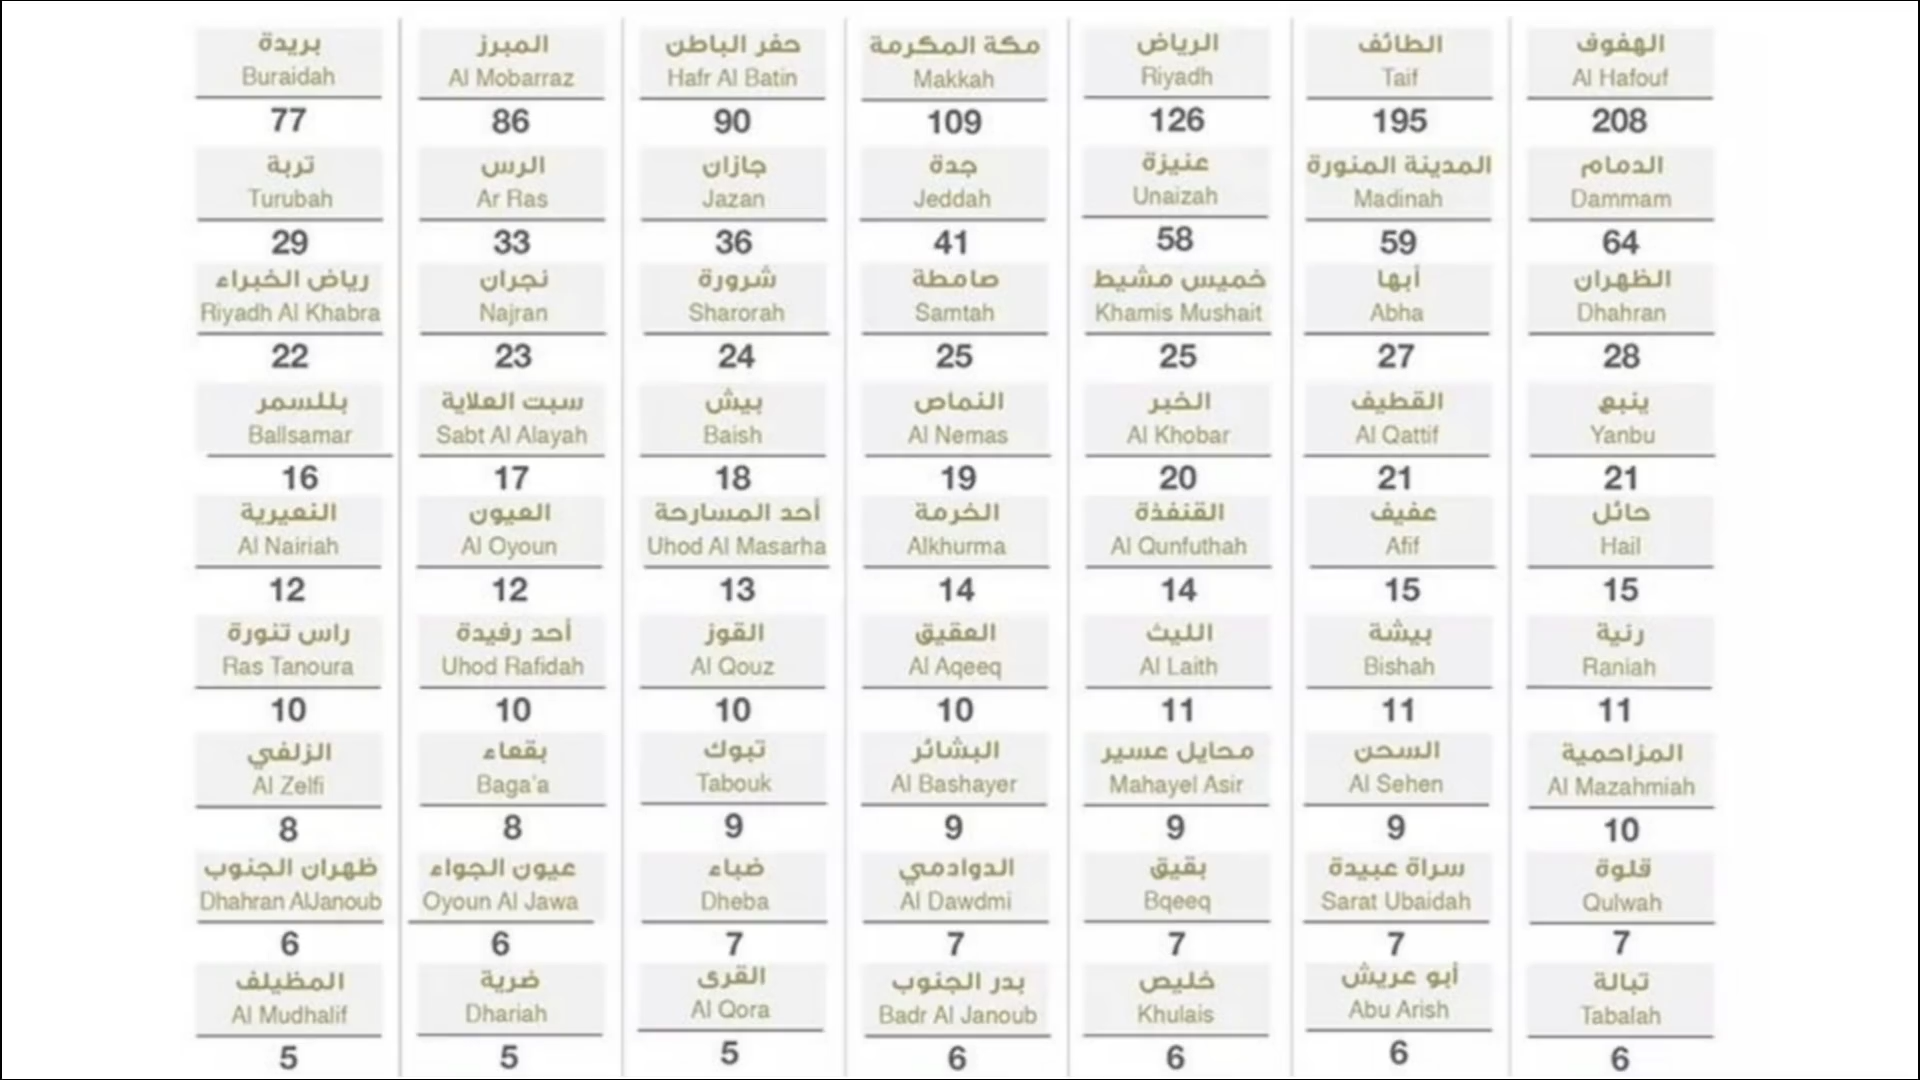 الهفوف
Al Hafouf
208
الطائف
Taif
195
الرياض
Riyadh
126
مكة المكرمة
Makkah
109
حفر الباطن
Hafr Al Batin
90
المبرز
Al Mobarraz
86
بريدة
Buraidah
77
الدمام
Dammam
64
المدينة المنورة
Madinah
59
عنيزة
Unaizah
58
جدة
Jeddah
41
جازان
Jazan
36
الرس
Ar Ras
33
تربة
Turubah
29
الظهران
Dhahran
28
أبها
Abha
27
خميس مشيط
Khamis Mushait
25
صامطة
Samtah
25
شرورة
Sharorah
24
نجران
Najran
23
رياض الخبراء
Riyadh Al Khabra
22
ينبع
Yanbu
21
القطيف
Al Qattif
21
الخبر
Al Khobar
20
النماص
Al Nemas
19
بيش
Baish
18
سبت العلاية
Sabt Al Alayah
17
بللسمر
Ballsamar
16
حائل
Hail
15
عفيف
Afif
15
القنفذة
Al Qunfuthah
14
الخرمة
Alkhurma
14
أحد المسارحة
Uhod Al Masarha
13
العيون
Al Oyoun
12
النعيرية
Al Nairiah
12
رنية
Raniah
11
بيشة
Bishah
11
الليث
Al Laith
11
العقيق
Al Aqeeq
10
القوز
Al Qouz
10
أحد رفيدة
Uhod Rafidah
10
راس تنورة
Ras Tanoura
10
المزاحمية
Al Mazahmiah
10
السحن
Al Sehen
9
محايل عسير
Mahayel Asir
9
البشائر
Al Bashayer
9
تبوك
Tabouk
9
بقعاء
Baga'a
8
الزلفي
Al Zelfi
8
قلوة
Qulwah
7
سراة عبيدة
Sarat Ubaidah
7
بقيق
Bqeeq
7
الدوادمي
Al Dawdmi
7
ضباء
Dheba
7
عيون الجواء
Oyoun Al Jawa
6
ظهران الجنوب
Dhahran AlJanoub
6
تبالة
Tabalah
6
أبو عريش
Abu Arish
6
خليص
Khulais
6
بدر الجنوب
Badr Al Janoub
6
القرى
Al Qora
5
ضرية
Dhariah
5
المظيلف
Al Mudhalif
5